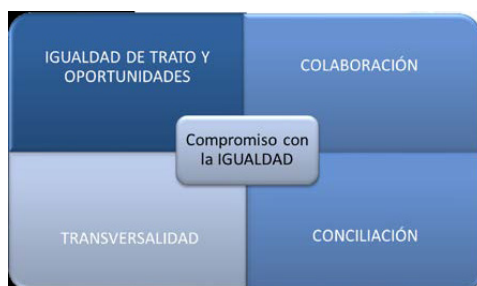 IGUALDAD DE TRATO Y
OPORTUNIDADES
COLABORACIÓN
Compromiso con
la IGUALDAD
TRANSVERSALIDAD
CONCILIACIÓN